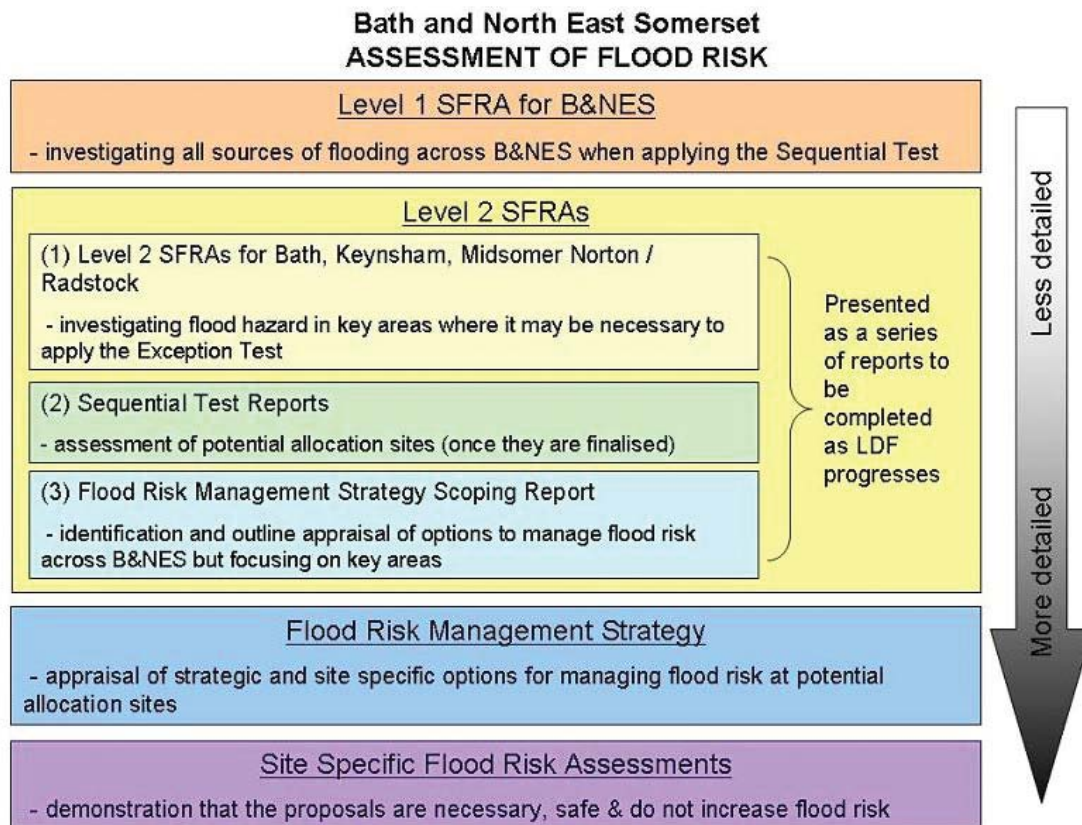 Bath and North East Somerset
ASSESSMENT OF FLOOD RISK
Level 1 SFRA for B&NES
- investigating all sources of flooding across B&NES when applying the Sequential Test
Level 2 SFRAs
(1) Level 2 SFRAs for Bath, Keynsham, Midsomer Norton /
Radstock
- investigating flood hazard in key areas where it may be necessary to
apply the Exception Test
(2) Sequential Test Reports
- assessment of potential allocation sites (once they are finalised)
(3) Flood Risk Management Strategy Scoping Report
- identification and outline appraisal of options to manage flood risk
across B&NES but focusing on key areas
Presented
as a series
of reports to
be
completed
as LDF
progresses
Flood Risk Management Strategy
- appraisal of strategic and site specific options for managing flood risk at potential
allocation sites
Site Specific Flood Risk Assessments
- demonstration that the proposals are necessary, safe & do not increase flood risk
Less detailed
More detailed